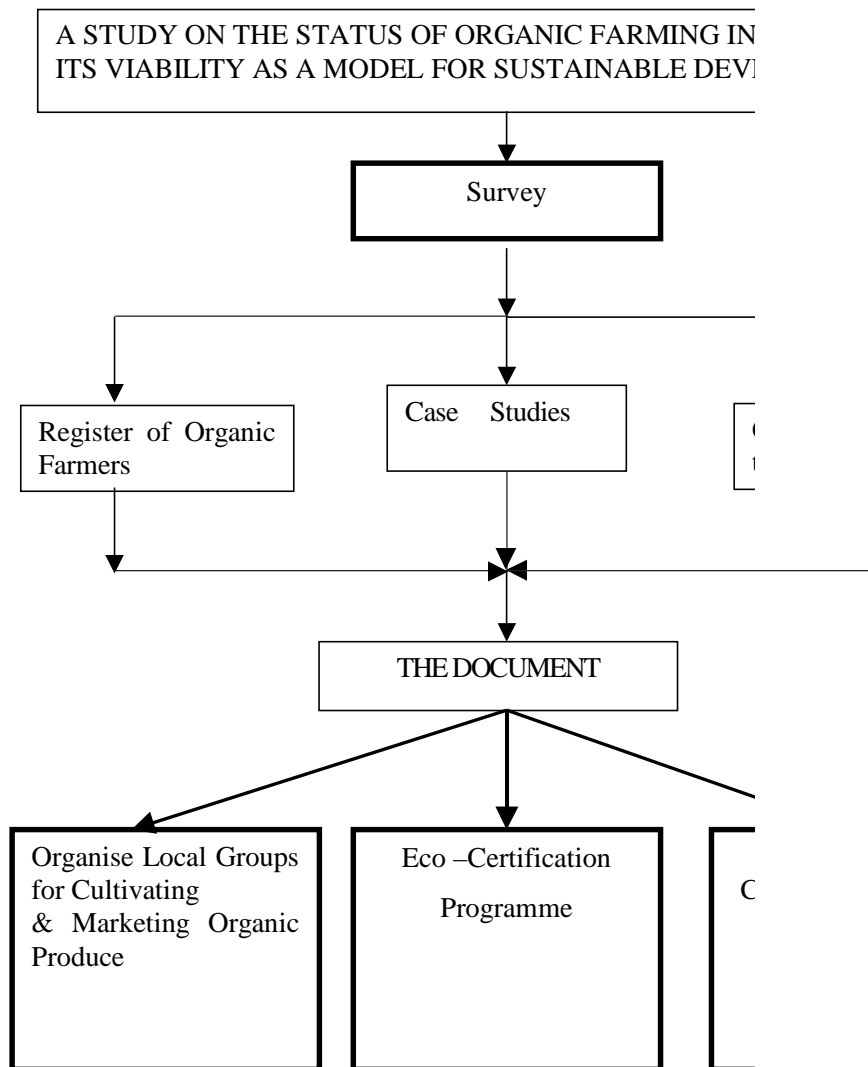 A STUDY ON THE STATUS OF ORGANIC FARMING IN
ITS VIABILITY AS A MODEL FOR SUSTAINABLE
Survey
Register of Organic
Farmers
Case Studies
THE DOCUMENT
Organise Local Groups
for Cultivating
& Marketing Organic
Produce
Eco –Certification
Programme